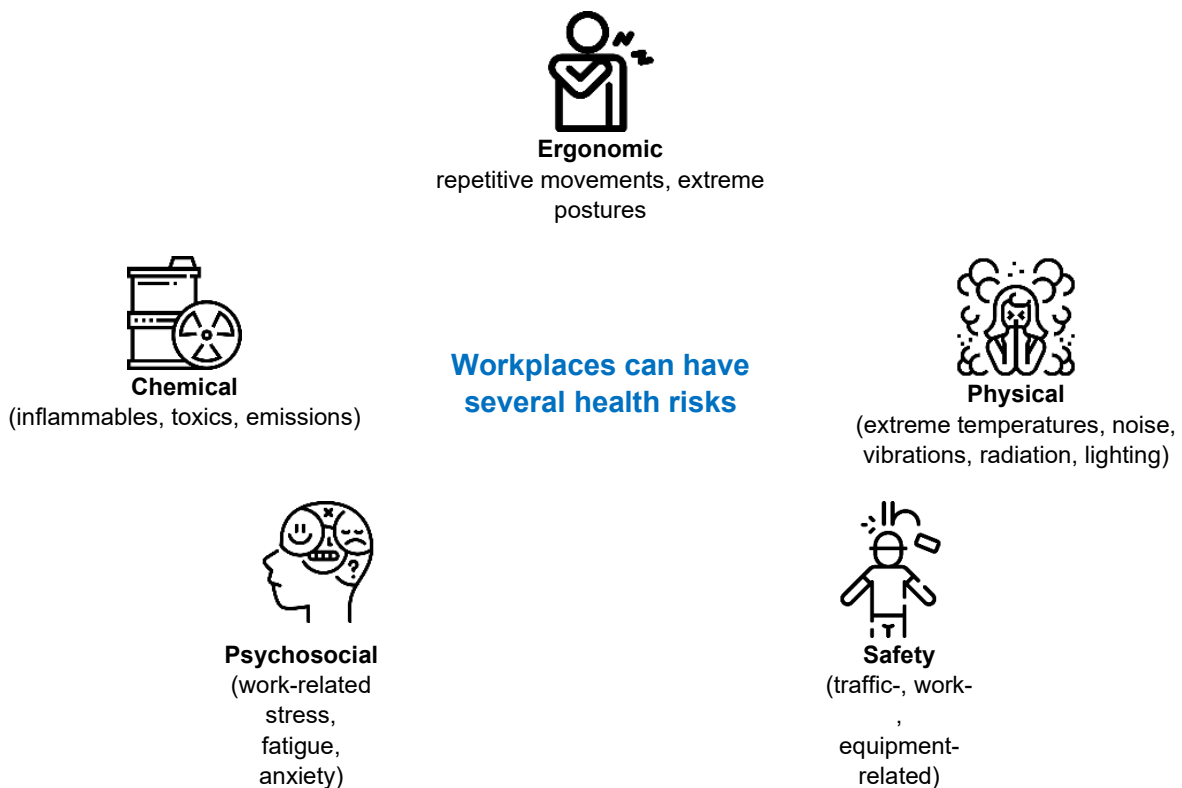 Ergonomic
repetitive movements, extreme
postures
Chemical
(inflammables, toxics, emissions)
Workplaces can have
several health risks
Physical
(extreme temperatures, noise,
vibrations, radiation, lighting)
Psychosocial
(work-related
stress,
fatigue,
anxiety)
Safety
(traffic-, work-
,
equipment-
related)